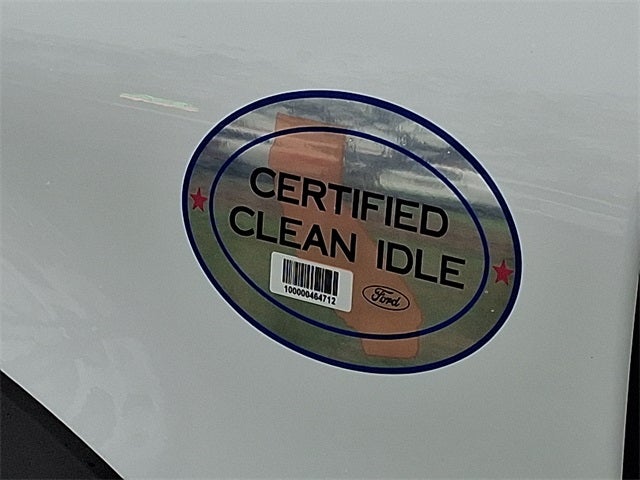 CERTIFIED
CLEAN IDLE
100000464712
Ford